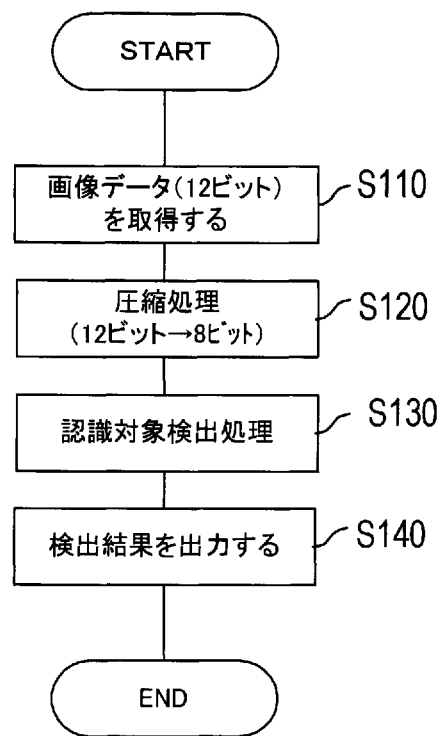 START
画像データ(12ビット)
を取得する
S110
圧縮処理
(12ビット→8ビット)
S120
認識対象検出処理
S130
検出結果を出力する
S140
END